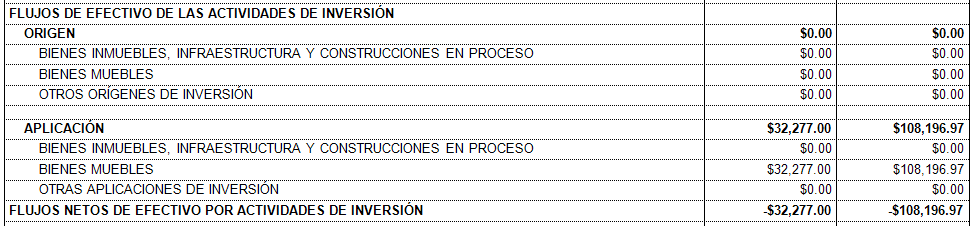 FLUJOS DE EFECTIVO DE LAS ACTIVIDADES DE INVERSIÓN
ORIGEN $0.00 $0.00
BIENES INMUEBLES, INFRAESTRUCTURA Y CONSTRUCCIONES EN PROCESO $0.00 $0.00
BIENES MUEBLES $0.00 $0.00
OTROS ORÍGENES DE INVERSIÓN $0.00 $0.00
APLICACIÓN $32,277.00 $108,196.97
BIENES INMUEBLES, INFRAESTRUCTURA Y CONSTRUCCIONES EN PROCESO $0.00 $0.00
BIENES MUEBLES $32,277.00 $108,196.97
OTRAS APLICACIONES DE INVERSIÓN $0.00 $0.00
FLUJOS NETOS DE EFECTIVO POR ACTIVIDADES DE INVERSIÓN -$32,277.00 -$108,196.97